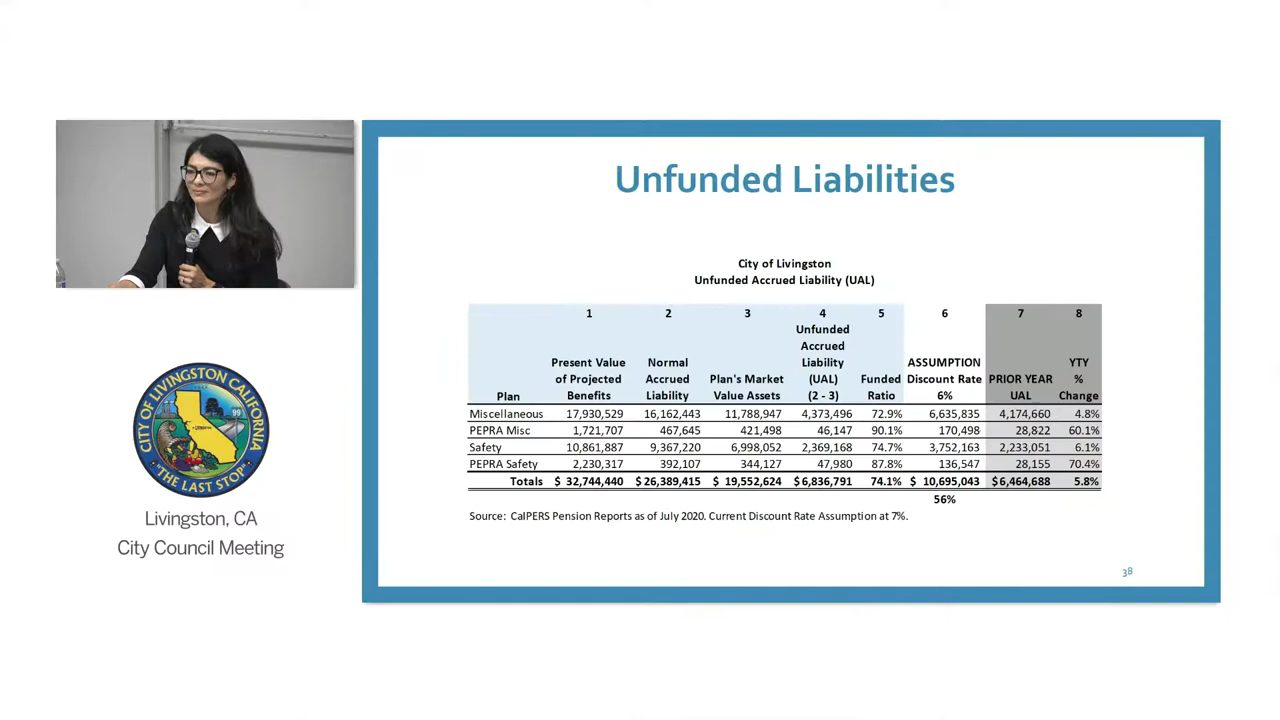 Unfunded Liabilities
City of Livingston
Unfunded Accrued Liability (UAL)
1 2 3 4 5 6 7 8
Plan
Present Value of Projected Benefits
Normal Accrued Liability
Plan's Market Value Assets
Unfunded Accrued Liability (UAL) (2 - 3)
Funded Ratio
ASSUMPTION Discount Rate 6%
PRIOR YEAR UAL
YTY % Change
Miscellaneous 17,930,529 16,162,443 11,788,947 4,373,496 72.9% 6,635,835 4,174,660 4.8%
PEPRA Misc 1,721,707 467,645 421,498 46,147 90.1% 170,498 28,822 60.1%
Safety 10,861,887 9,367,220 6,998,052 2,369,168 74.7% 3,752,163 2,233,051 6.1%
PEPRA Safety 2,230,317 392,107 344,127 47,980 87.8% 136,547 28,155 70.4%
Totals $ 32,744,440 $ 26,389,415 $ 19,552,624 $ 6,836,791 74.1% $ 10,695,043 $ 6,464,688 5.8%
56%
Source: CalPERS Pension Reports as of July 2020. Current Discount Rate Assumption at 7%.
38
CITY OF LIVINGSTON CALIFORNIA
99
"THE LAST STOP"
Livingston, CA
City Council Meeting